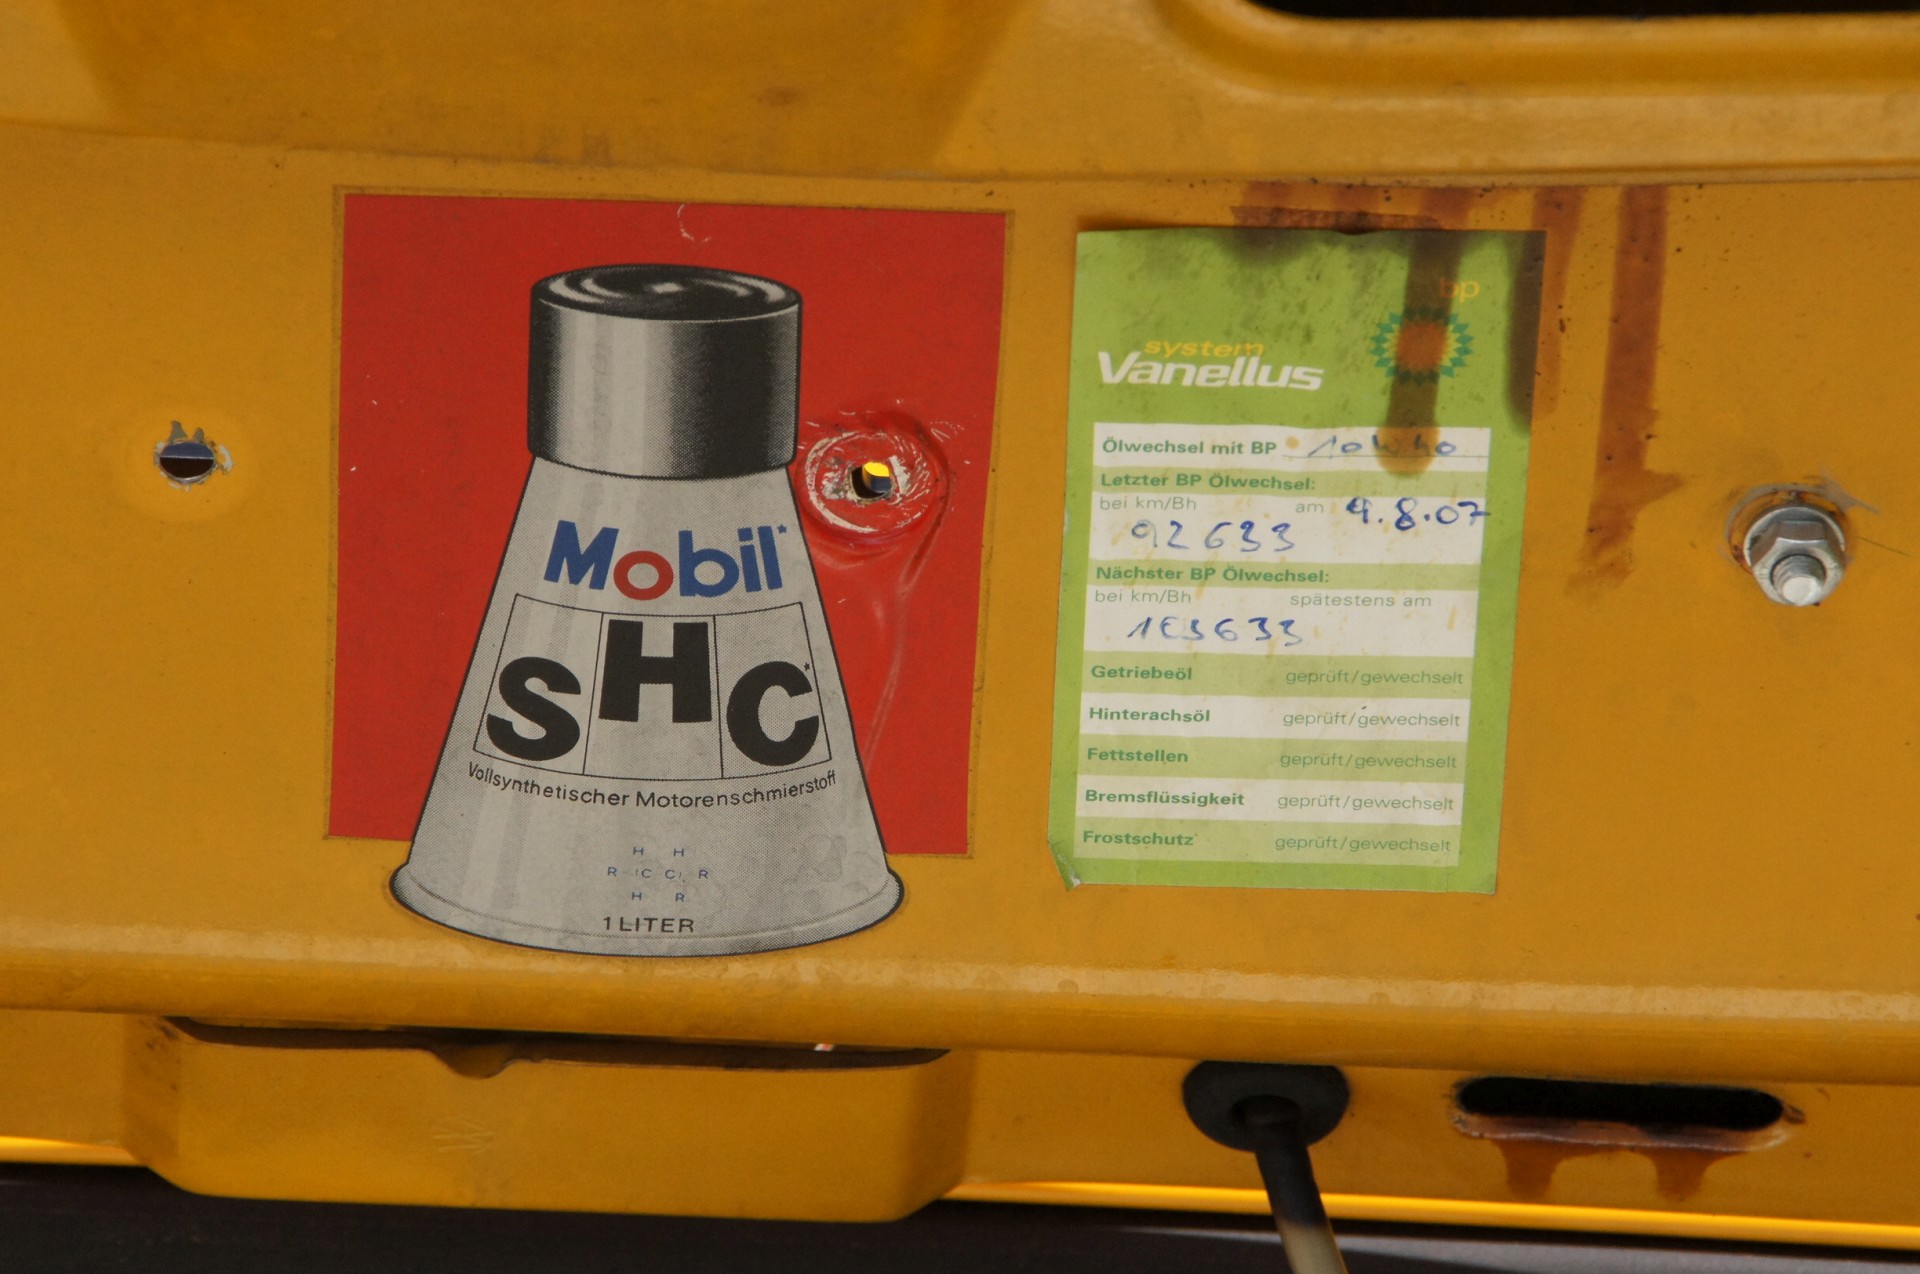 Mobil*
SHC*
Vollsynthetischer Motorenschmierstoff
H H
R C C R
H R
1 LITER
bp
system
Vanellus
Ölwechsel mit BP 10W40
Letzter BP Ölwechsel:
bei km/Bh am 9.8.07
92633
Nächster BP Ölwechsel:
bei km/Bh spätestens am
Getriebeöl geprüft/gewechselt
Hinterachsöl geprüft/gewechselt
Fettstellen geprüft/gewechselt
Bremsflüssigkeit geprüft/gewechselt
Frostschutz geprüft/gewechselt